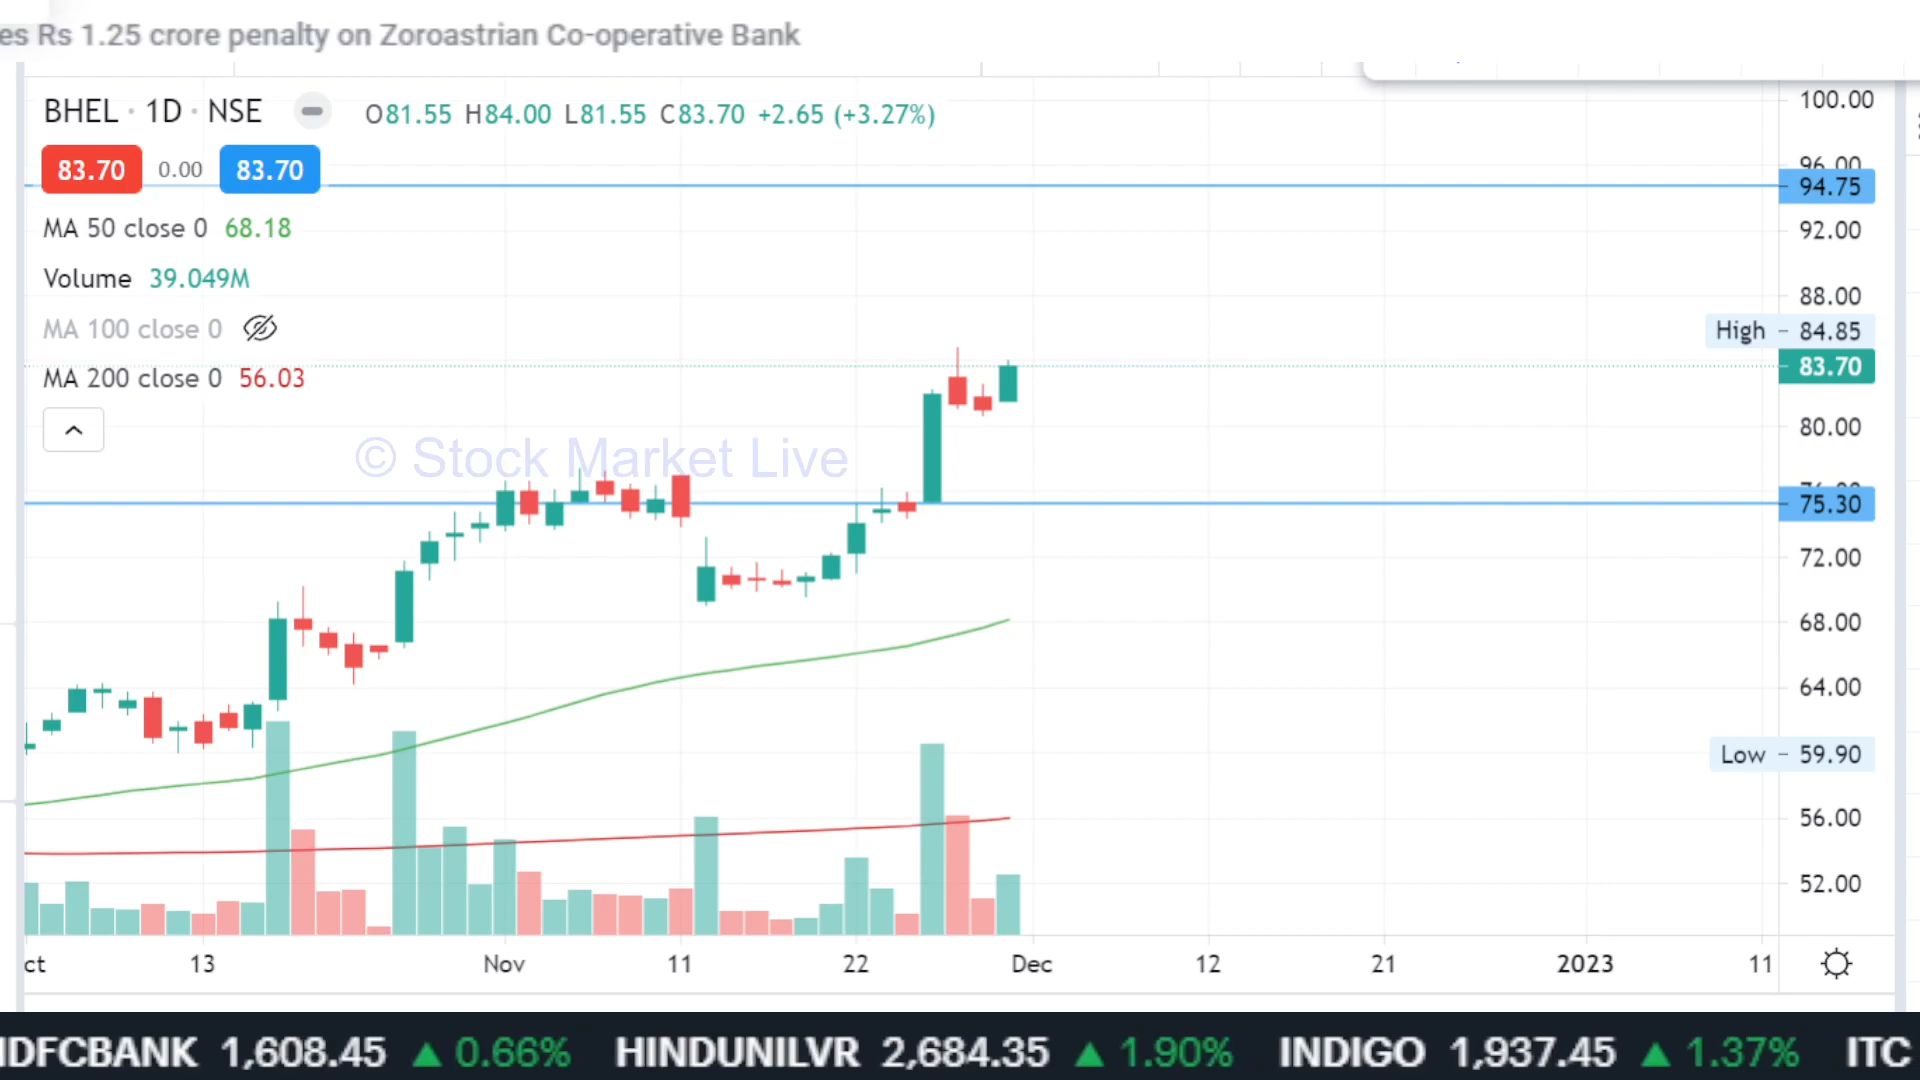 es Rs 1.25 crore penalty on Zoroastrian Co-operative Bank
BHEL · 1D · NSE O81.55 H84.00 L81.55 C83.70 +2.65 (+3.27%)
83.70 0.00 83.70
MA 50 close 0 68.18
Volume 39.049M
MA 100 close 0
MA 200 close 0 56.03
© Stock Market Live
100.00
96.00
94.75
92.00
88.00
High 84.85
83.70
80.00
75.30
72.00
68.00
64.00
Low 59.90
56.00
52.00
ct 13 Nov 11 22 Dec 12 21 2023 11
HDFCBANK 1,608.45 ▲ 0.66% HINDUNILVR 2,684.35 ▲ 1.90% INDIGO 1,937.45 ▲ 1.37% ITC